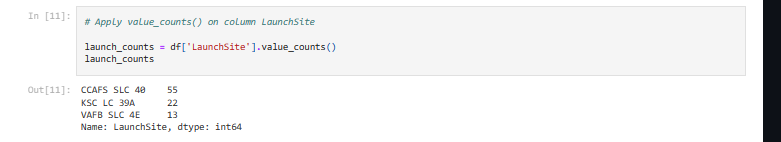 In [11]:
# Apply value_counts() on column LaunchSite
launch_counts = df['LaunchSite'].value_counts()
launch_counts
Out[11]:
CCAFS SLC 40    55
KSC LC 39A      22
VAFB SLC 4E     13
Name: LaunchSite, dtype: int64